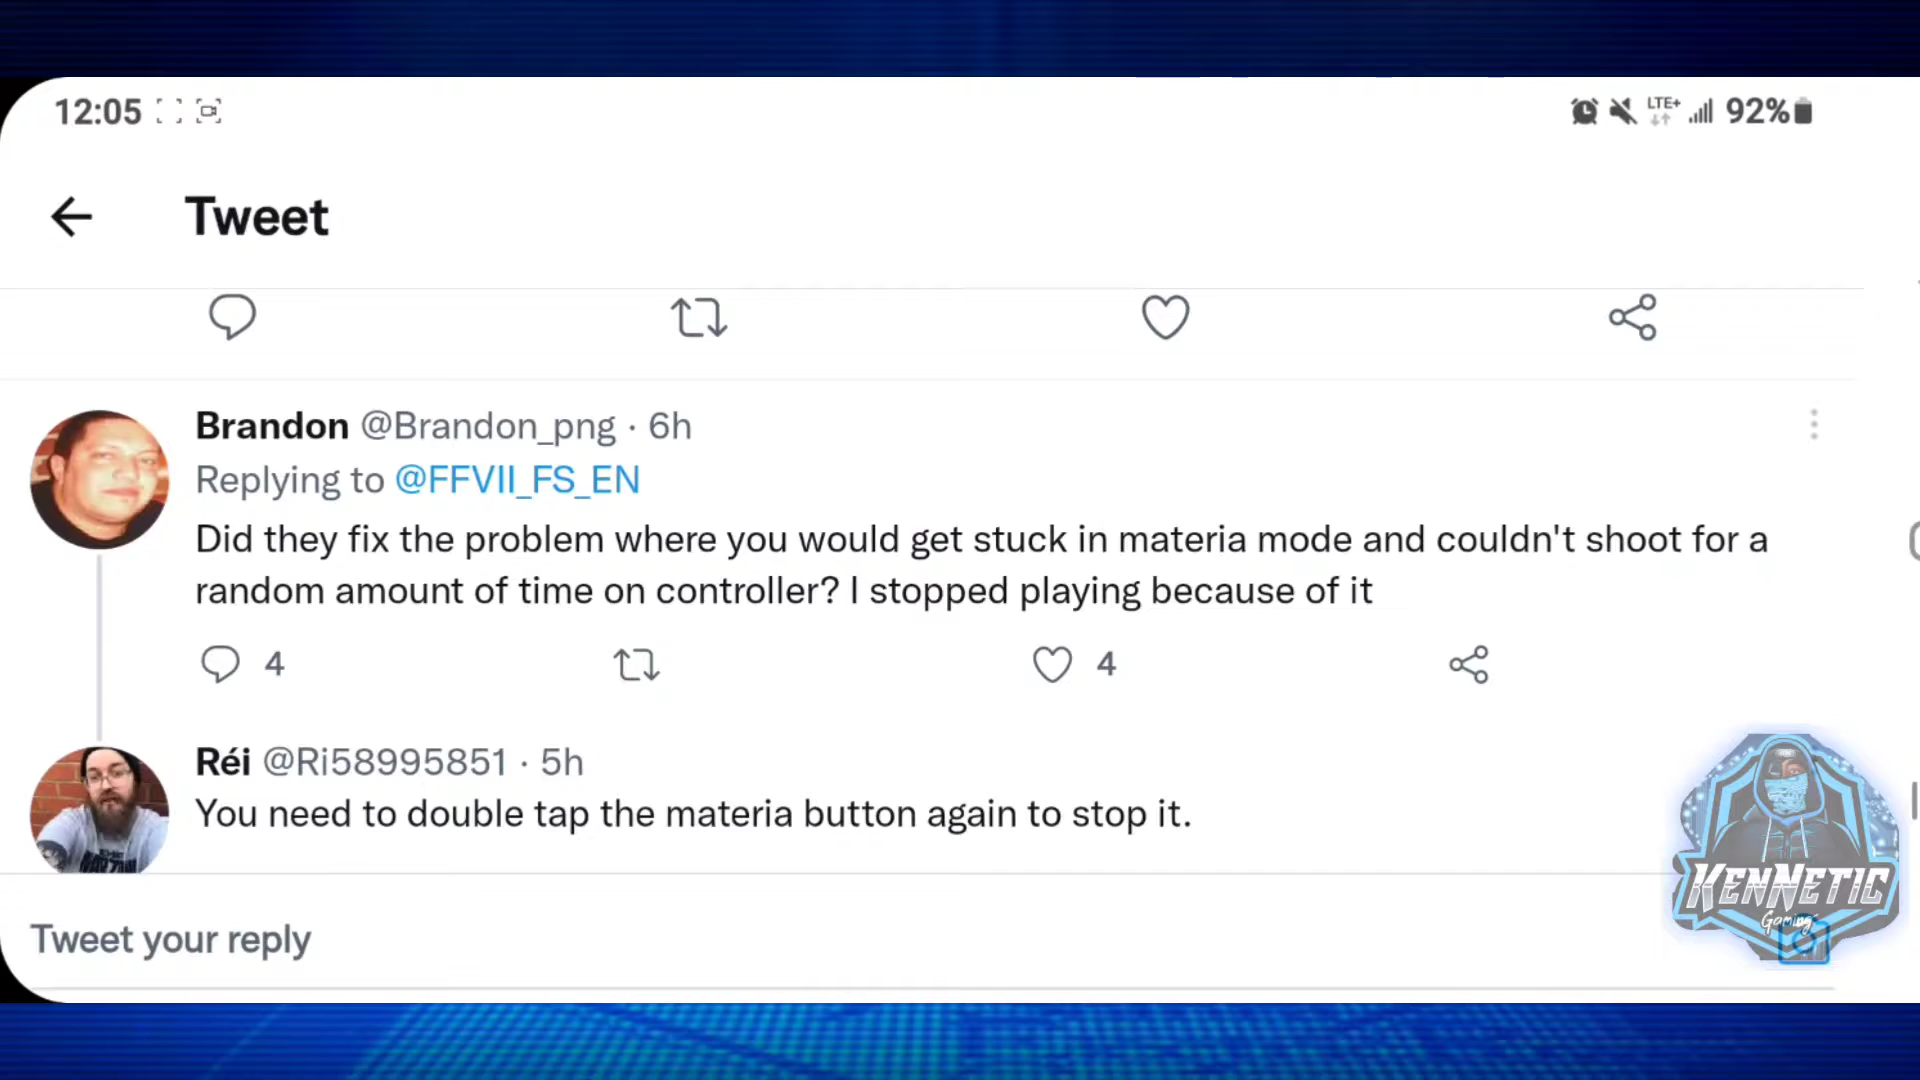 12:05 LTE+ 92%
Tweet
Brandon @Brandon_png · 6h
Replying to @FFVII_FS_EN
Did they fix the problem where you would get stuck in materia mode and couldn't shoot for a
random amount of time on controller? I stopped playing because of it
4 4
Réi @Ri58995851 · 5h
You need to double tap the materia button again to stop it.
KENNETIC
Gaming
Tweet your reply